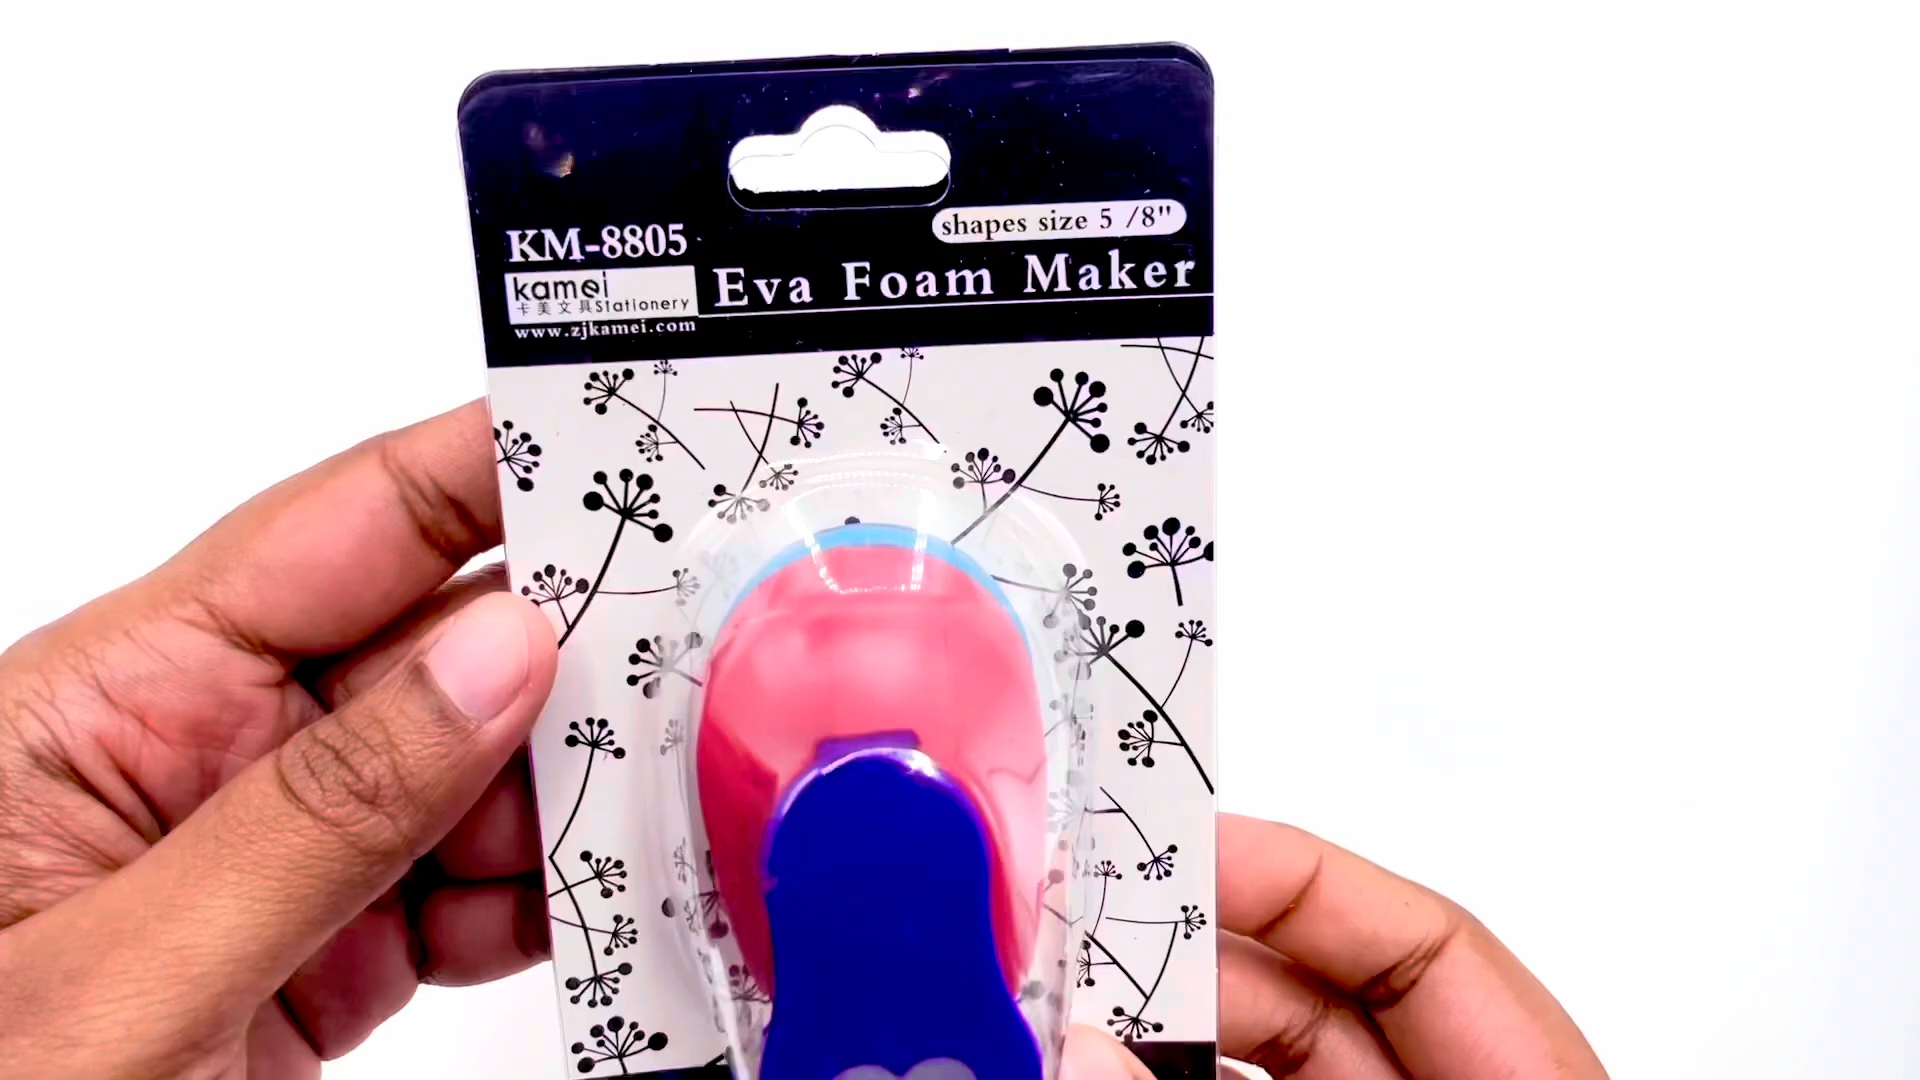 shapes size 5 /8"
KM-8805
Eva Foam Maker
kamei
卡美文具Stationery
www.zjkamei.com